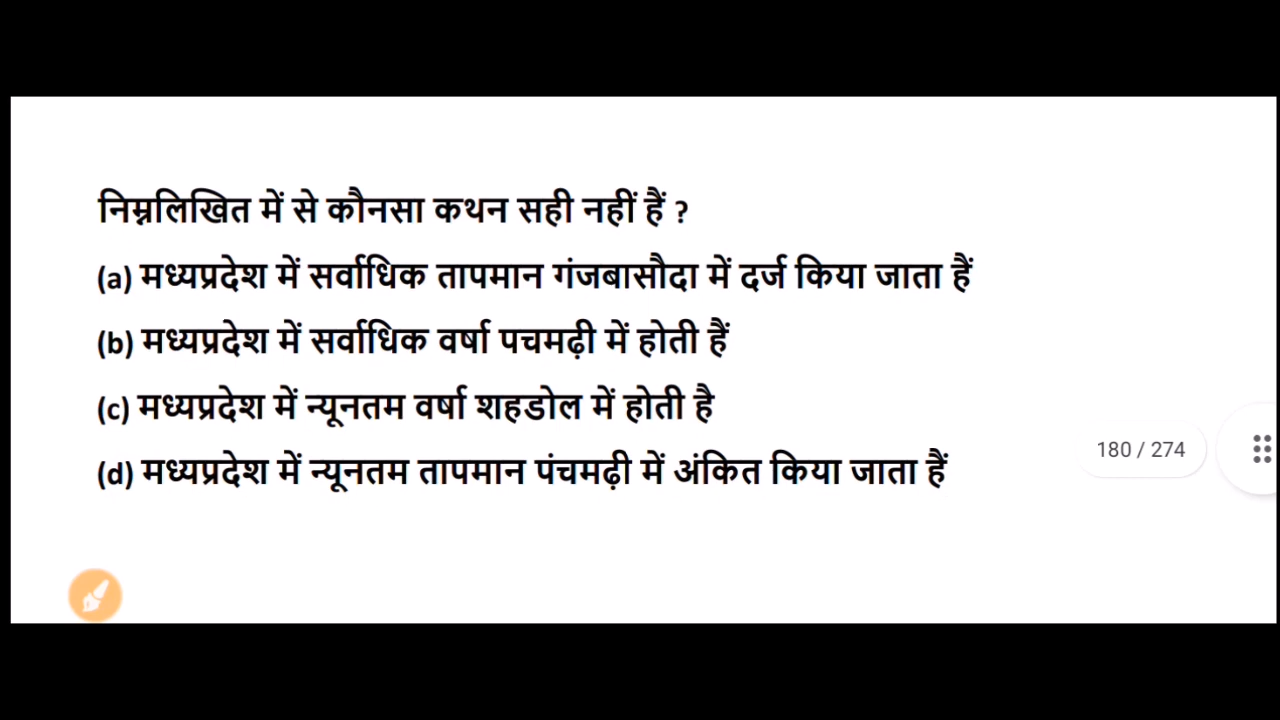 निम्नलिखित में से कौनसा कथन सही नहीं हैं ?
(a) मध्यप्रदेश में सर्वाधिक तापमान गंजबासौदा में दर्ज किया जाता हैं
(b) मध्यप्रदेश में सर्वाधिक वर्षा पचमढ़ी में होती हैं
(c) मध्यप्रदेश में न्यूनतम वर्षा शहडोल में होती है
180 / 274
(d) मध्यप्रदेश में न्यूनतम तापमान पंचमढ़ी में अंकित किया जाता हैं